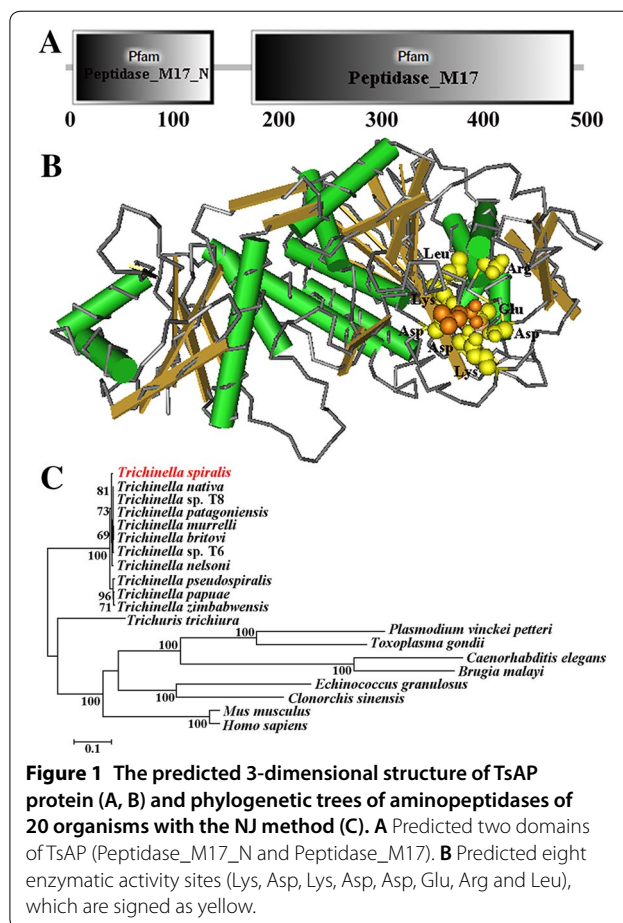 A
Pfam
Peptidase_M17_N
Pfam
Peptidase_M17
0 100 200 300 400 500
B
Leu
Arg
Lys
Glu
Asp
Asp
Asp
Lys
C
Trichinella spiralis
81
Trichinella nativa
Trichinella sp. T8
73
Trichinella patagoniensis
Trichinella murrelli
69
Trichinella britovi
Trichinella sp. T6
100
Trichinella nelsoni
Trichinella pseudospiralis
96
Trichinella papuae
71
Trichinella zimbabwensis
Trichuris trichiura
100
Plasmodium vinckei petteri
100
Toxoplasma gondii
Caenorhabditis elegans
100
Brugia malayi
Echinococcus granulosus
100
100
Clonorchis sinensis
Mus musculus
100
Homo sapiens
0.1
Figure 1 The predicted 3-dimensional structure of TsAP
protein (A, B) and phylogenetic trees of aminopeptidases of
20 organisms with the NJ method (C). A Predicted two domains
of TsAP (Peptidase_M17_N and Peptidase_M17). B Predicted eight
enzymatic activity sites (Lys, Asp, Lys, Asp, Asp, Glu, Arg and Leu),
which are signed as yellow.